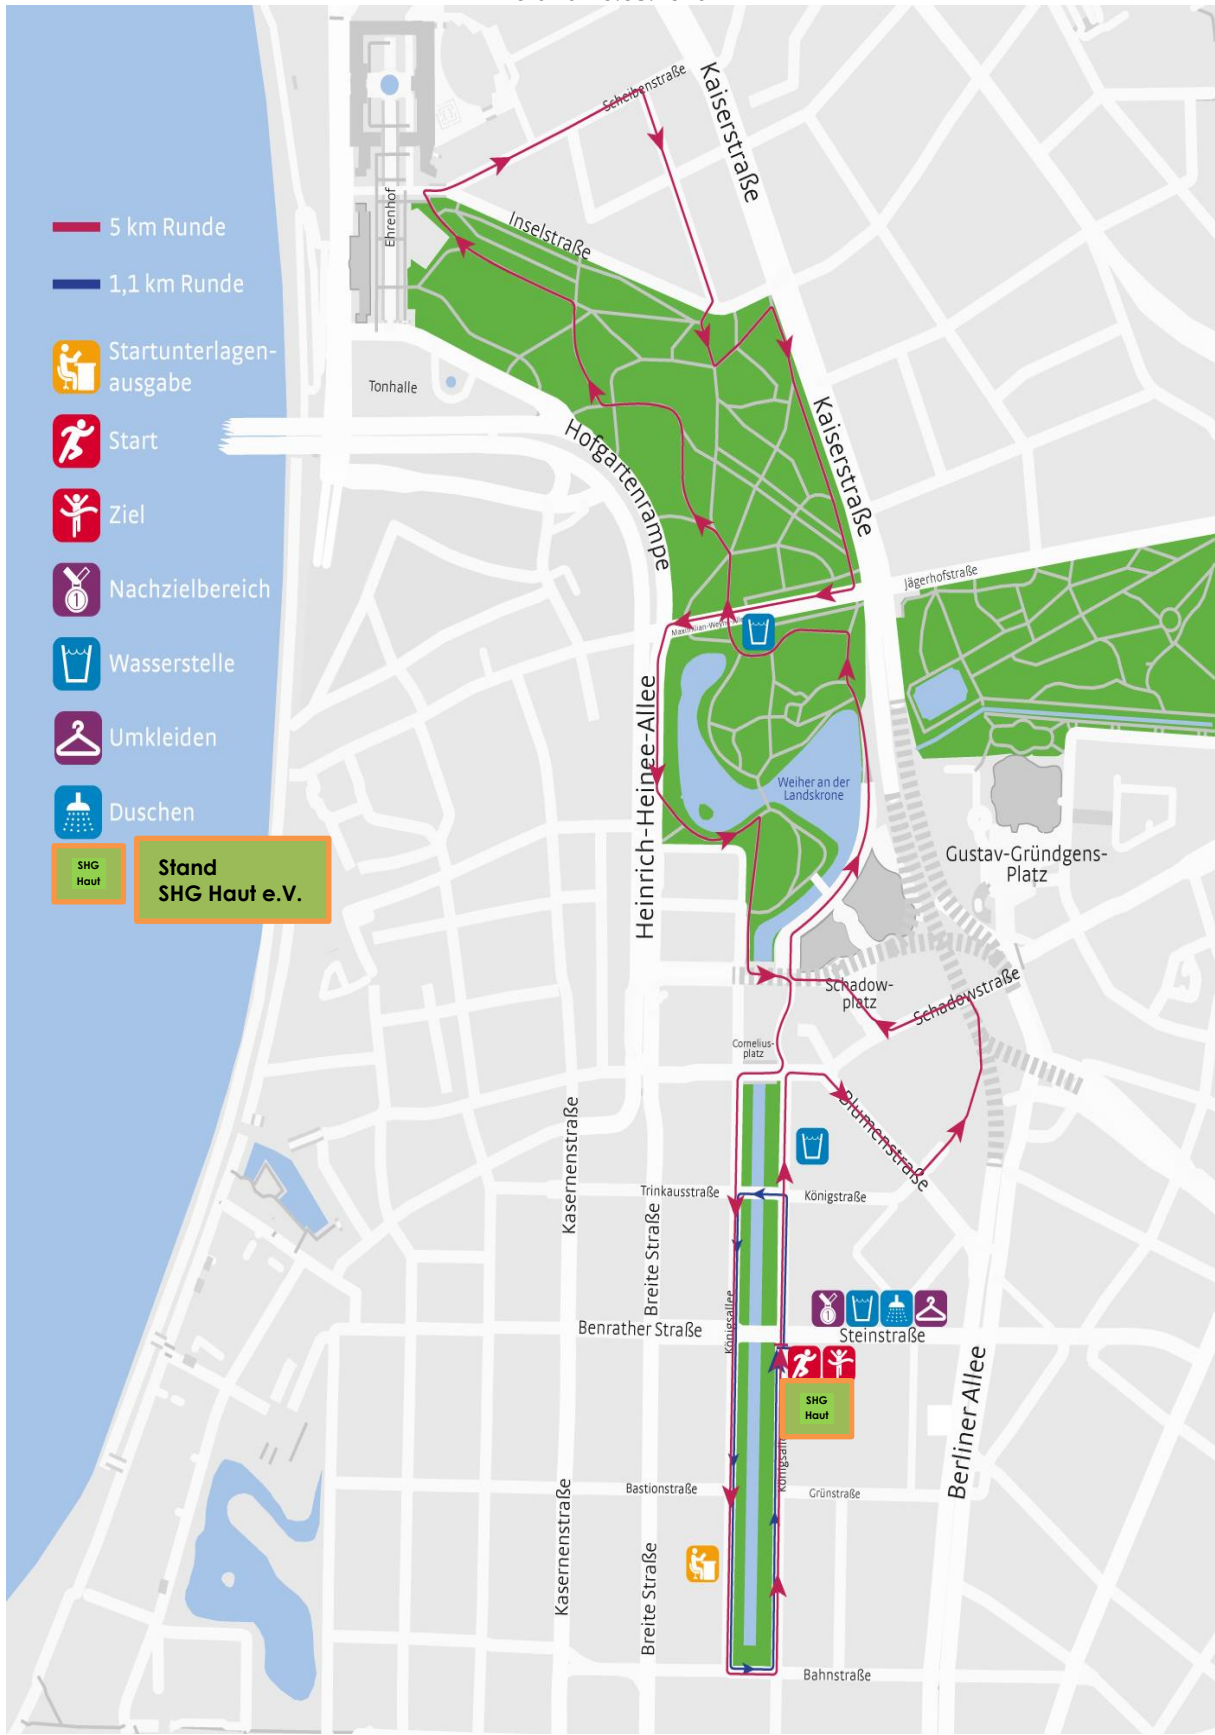 Scheibenstraße
Kaiserstraße
Ehrenhof
Inselstraße
5 km Runde
1,1 km Runde
Startunterlagen-
ausgabe
Start
Ziel
Nachzielbereich
Wasserstelle
Umkleiden
Duschen
SHG
Haut
Stand
SHG Haut e.V.
Tonhalle
Hofgartenrampe
Kaiserstraße
Jägerhofstraße
Heinrich-Heinee-Allee
Weiher an der
Landskrone
Gustav-Gründgens-
Platz
Schadow-
platz
Schadowstraße
Cornelius-
platz
Blumenstraße
Kasernenstraße
Trinkausstraße
Königstraße
Breite Straße
Königsallee
1
Benrather Straße
Steinstraße
SHG
Haut
Berliner Allee
Bastionstraße
Grünstraße
Kasernenstraße
Breite Straße
Bahnstraße